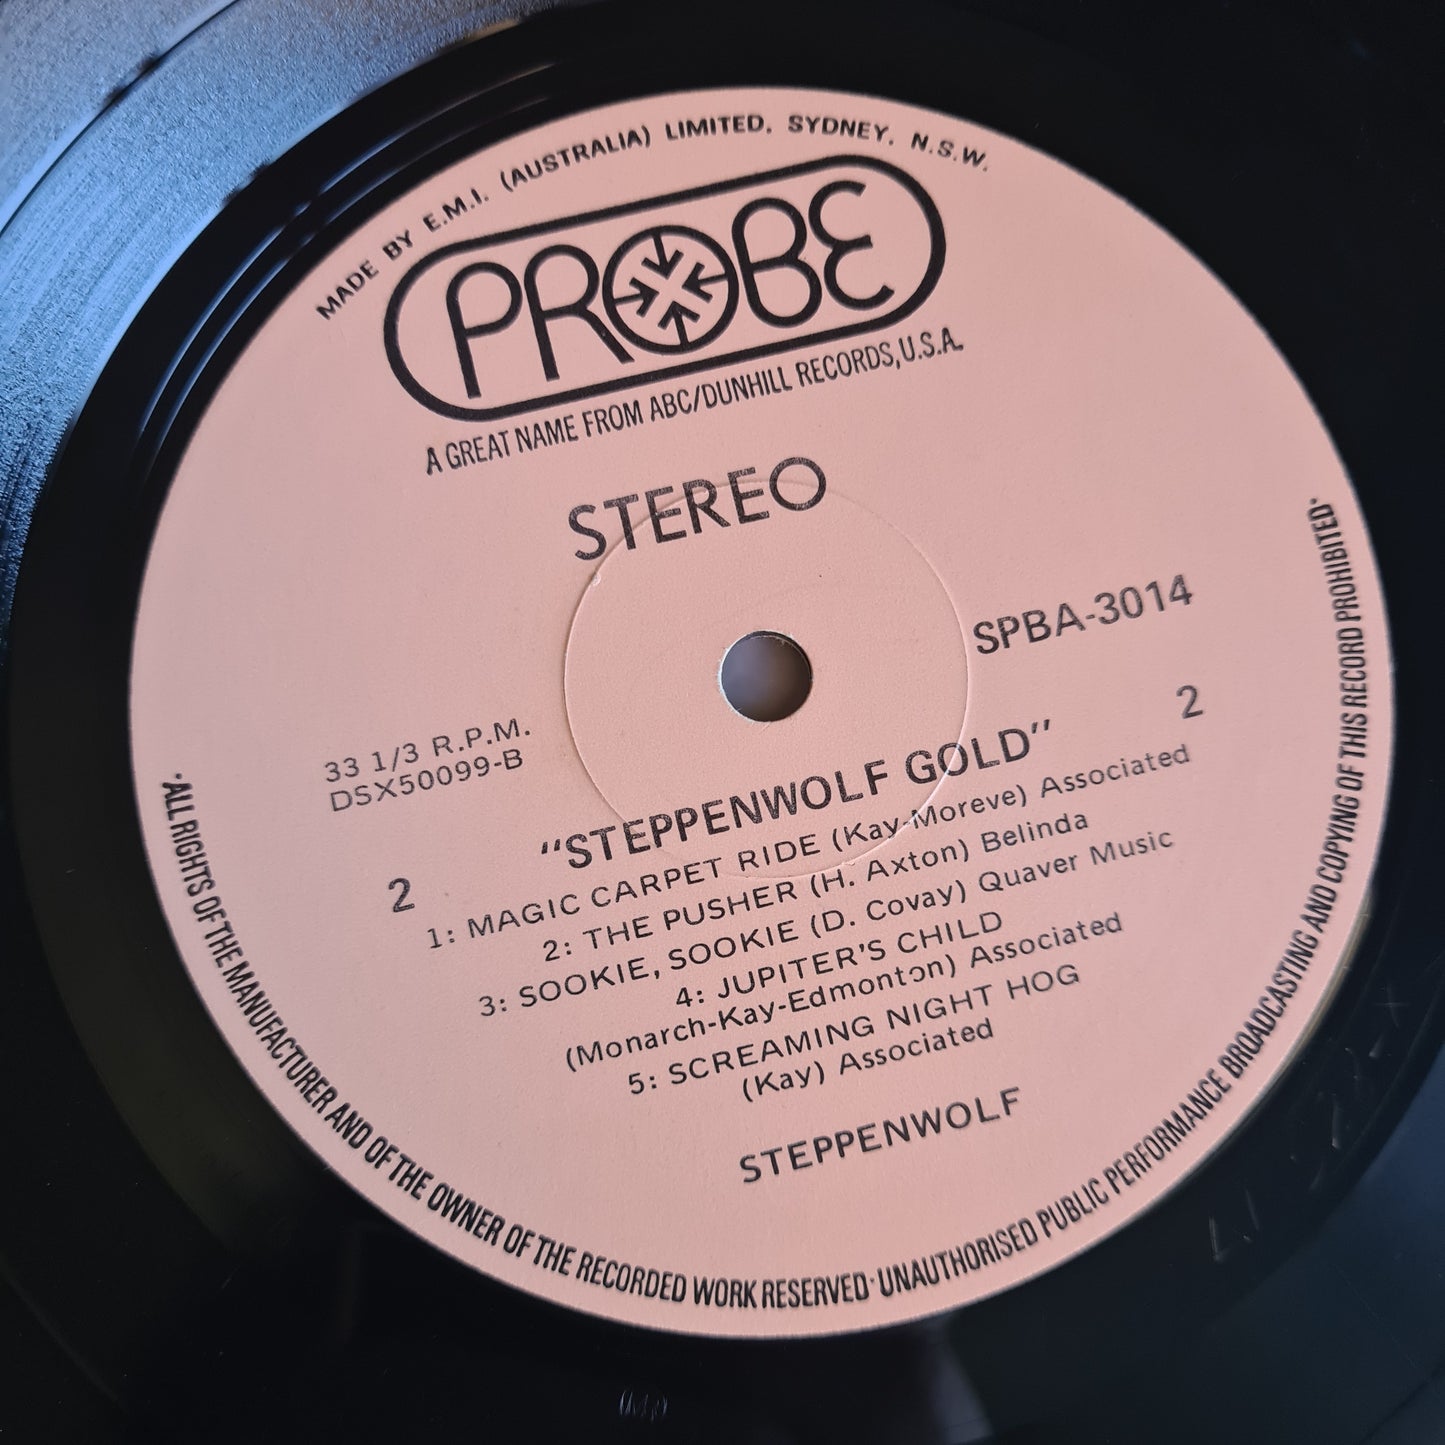 MADE BY E.M.I. (AUSTRALIA) LIMITED. SYDNEY. N.S.W.
PROBE
A GREAT NAME FROM ABC/DUNHILL RECORDS, U.S.A.
STEREO
SPBA-3014
33 1/3 R.P.M.
DSX50099-B
2
2
"STEPPENWOLF GOLD"
1: MAGIC CARPET RIDE (Kay-Moreve) Associated
2: THE PUSHER (H. Axton) Belinda
3: SOOKIE, SOOKIE (D. Covay) Quaver Music
4: JUPITER'S CHILD
(Monarch-Kay-Edmonton) Associated
5: SCREAMING NIGHT HOG
(Kay) Associated
STEPPENWOLF
·ALL RIGHTS OF THE MANUFACTURER AND OF THE OWNER OF THE RECORDED WORK RESERVED·UNAUTHORISED PUBLIC PERFORMANCE BROADCASTING AND COPYING OF THIS RECORD PROHIBITED·